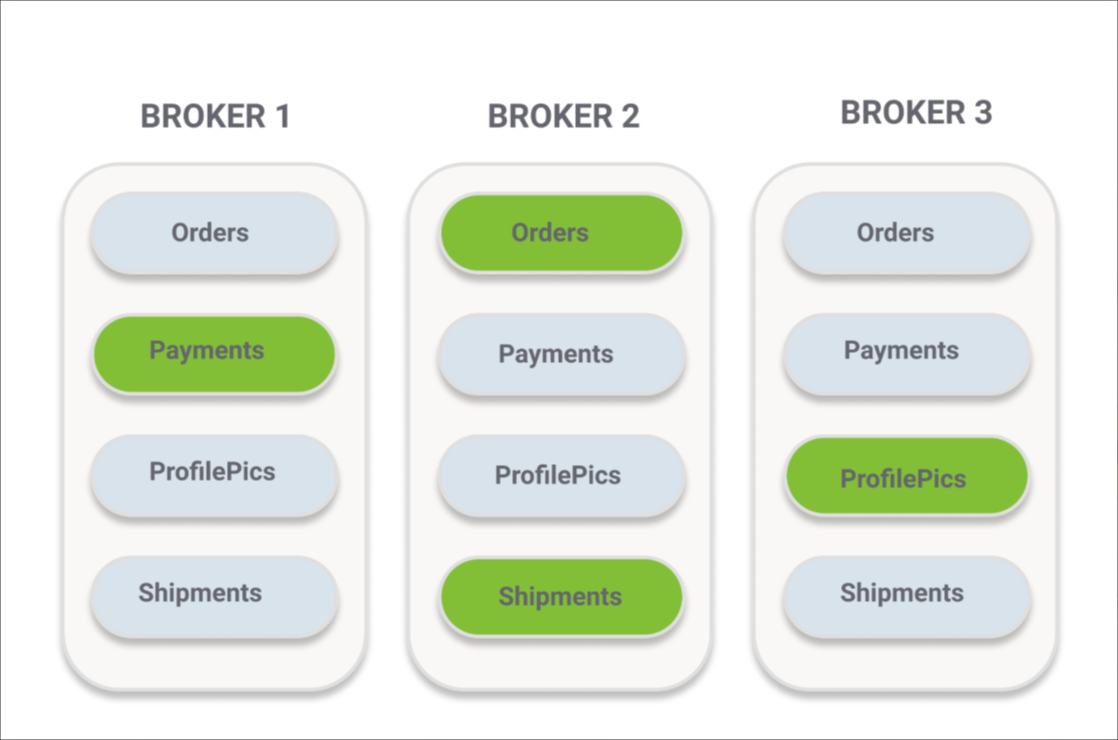 BROKER 1
BROKER 2
BROKER 3
Orders
Orders
Orders
Payments
Payments
Payments
ProfilePics
ProfilePics
ProfilePics
Shipments
Shipments
Shipments